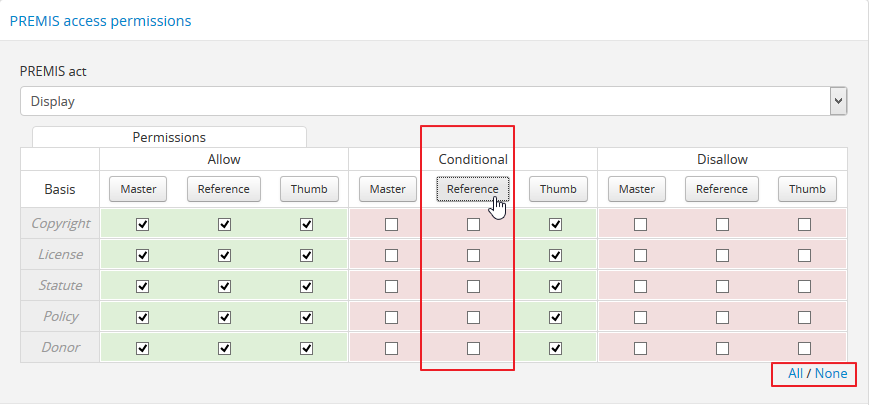 PREMIS access permissions
PREMIS act
Display
Permissions
Allow Conditional Disallow
Basis Master Reference Thumb Master Reference Thumb Master Reference Thumb
Copyright
License
Statute
Policy
Donor
All / None